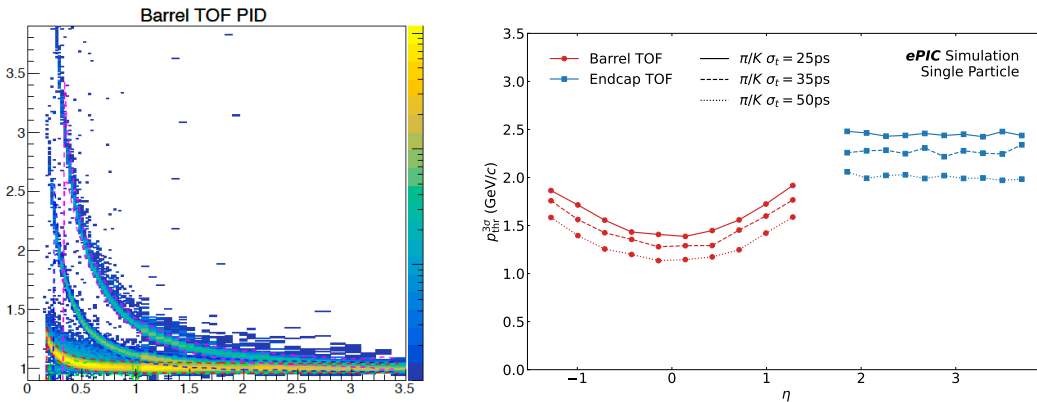 Barrel TOF PID
3.5
3
2.5
2
1.5
1
0 0.5 1 1.5 2 2.5 3 3.5
Barrel TOF
Endcap TOF
π/K σ_t = 25ps
π/K σ_t = 35ps
π/K σ_t = 50ps
ePIC Simulation
Single Particle
p_thr^3σ (GeV/c)
3.5
3.0
2.5
2.0
1.5
1.0
0.5
0.0
−1 0 1 2 3
η